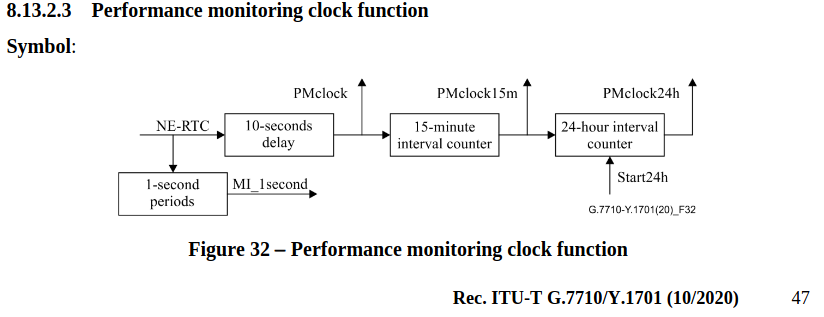 8.13.2.3 Performance monitoring clock function
Symbol:
PMclock
PMclock15m
PMclock24h
NE-RTC
10-seconds
delay
15-minute
interval counter
24-hour interval
counter
1-second
periods
MI_1second
Start24h
G.7710-Y.1701(20)_F32
Figure 32 – Performance monitoring clock function
Rec. ITU-T G.7710/Y.1701 (10/2020) 47